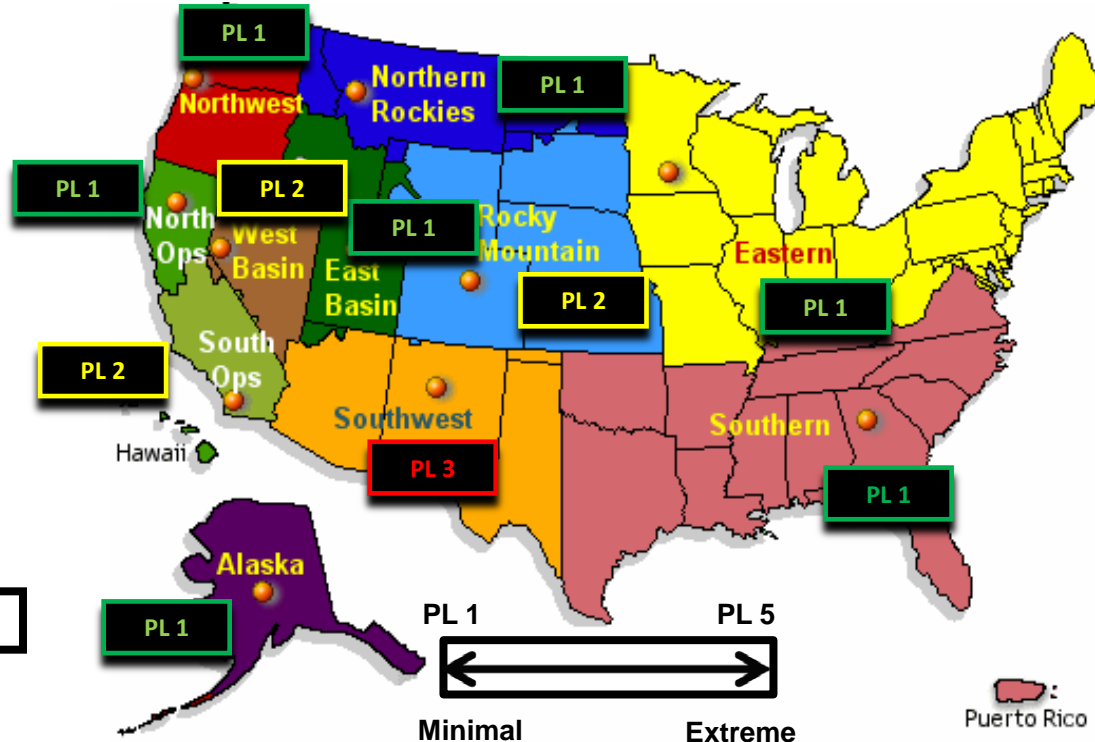 PL 1
Northwest
Northern
Rockies
PL 1
PL 1
North
Ops
PL 2
West
Basin
PL 1
East
Basin
Rocky
Mountain
PL 2
Eastern
PL 1
PL 2
South
Ops
Hawaii
Southwest
PL 3
Southern
PL 1
Alaska
PL 1
PL 1
PL 5
Minimal
Extreme
Puerto Rico